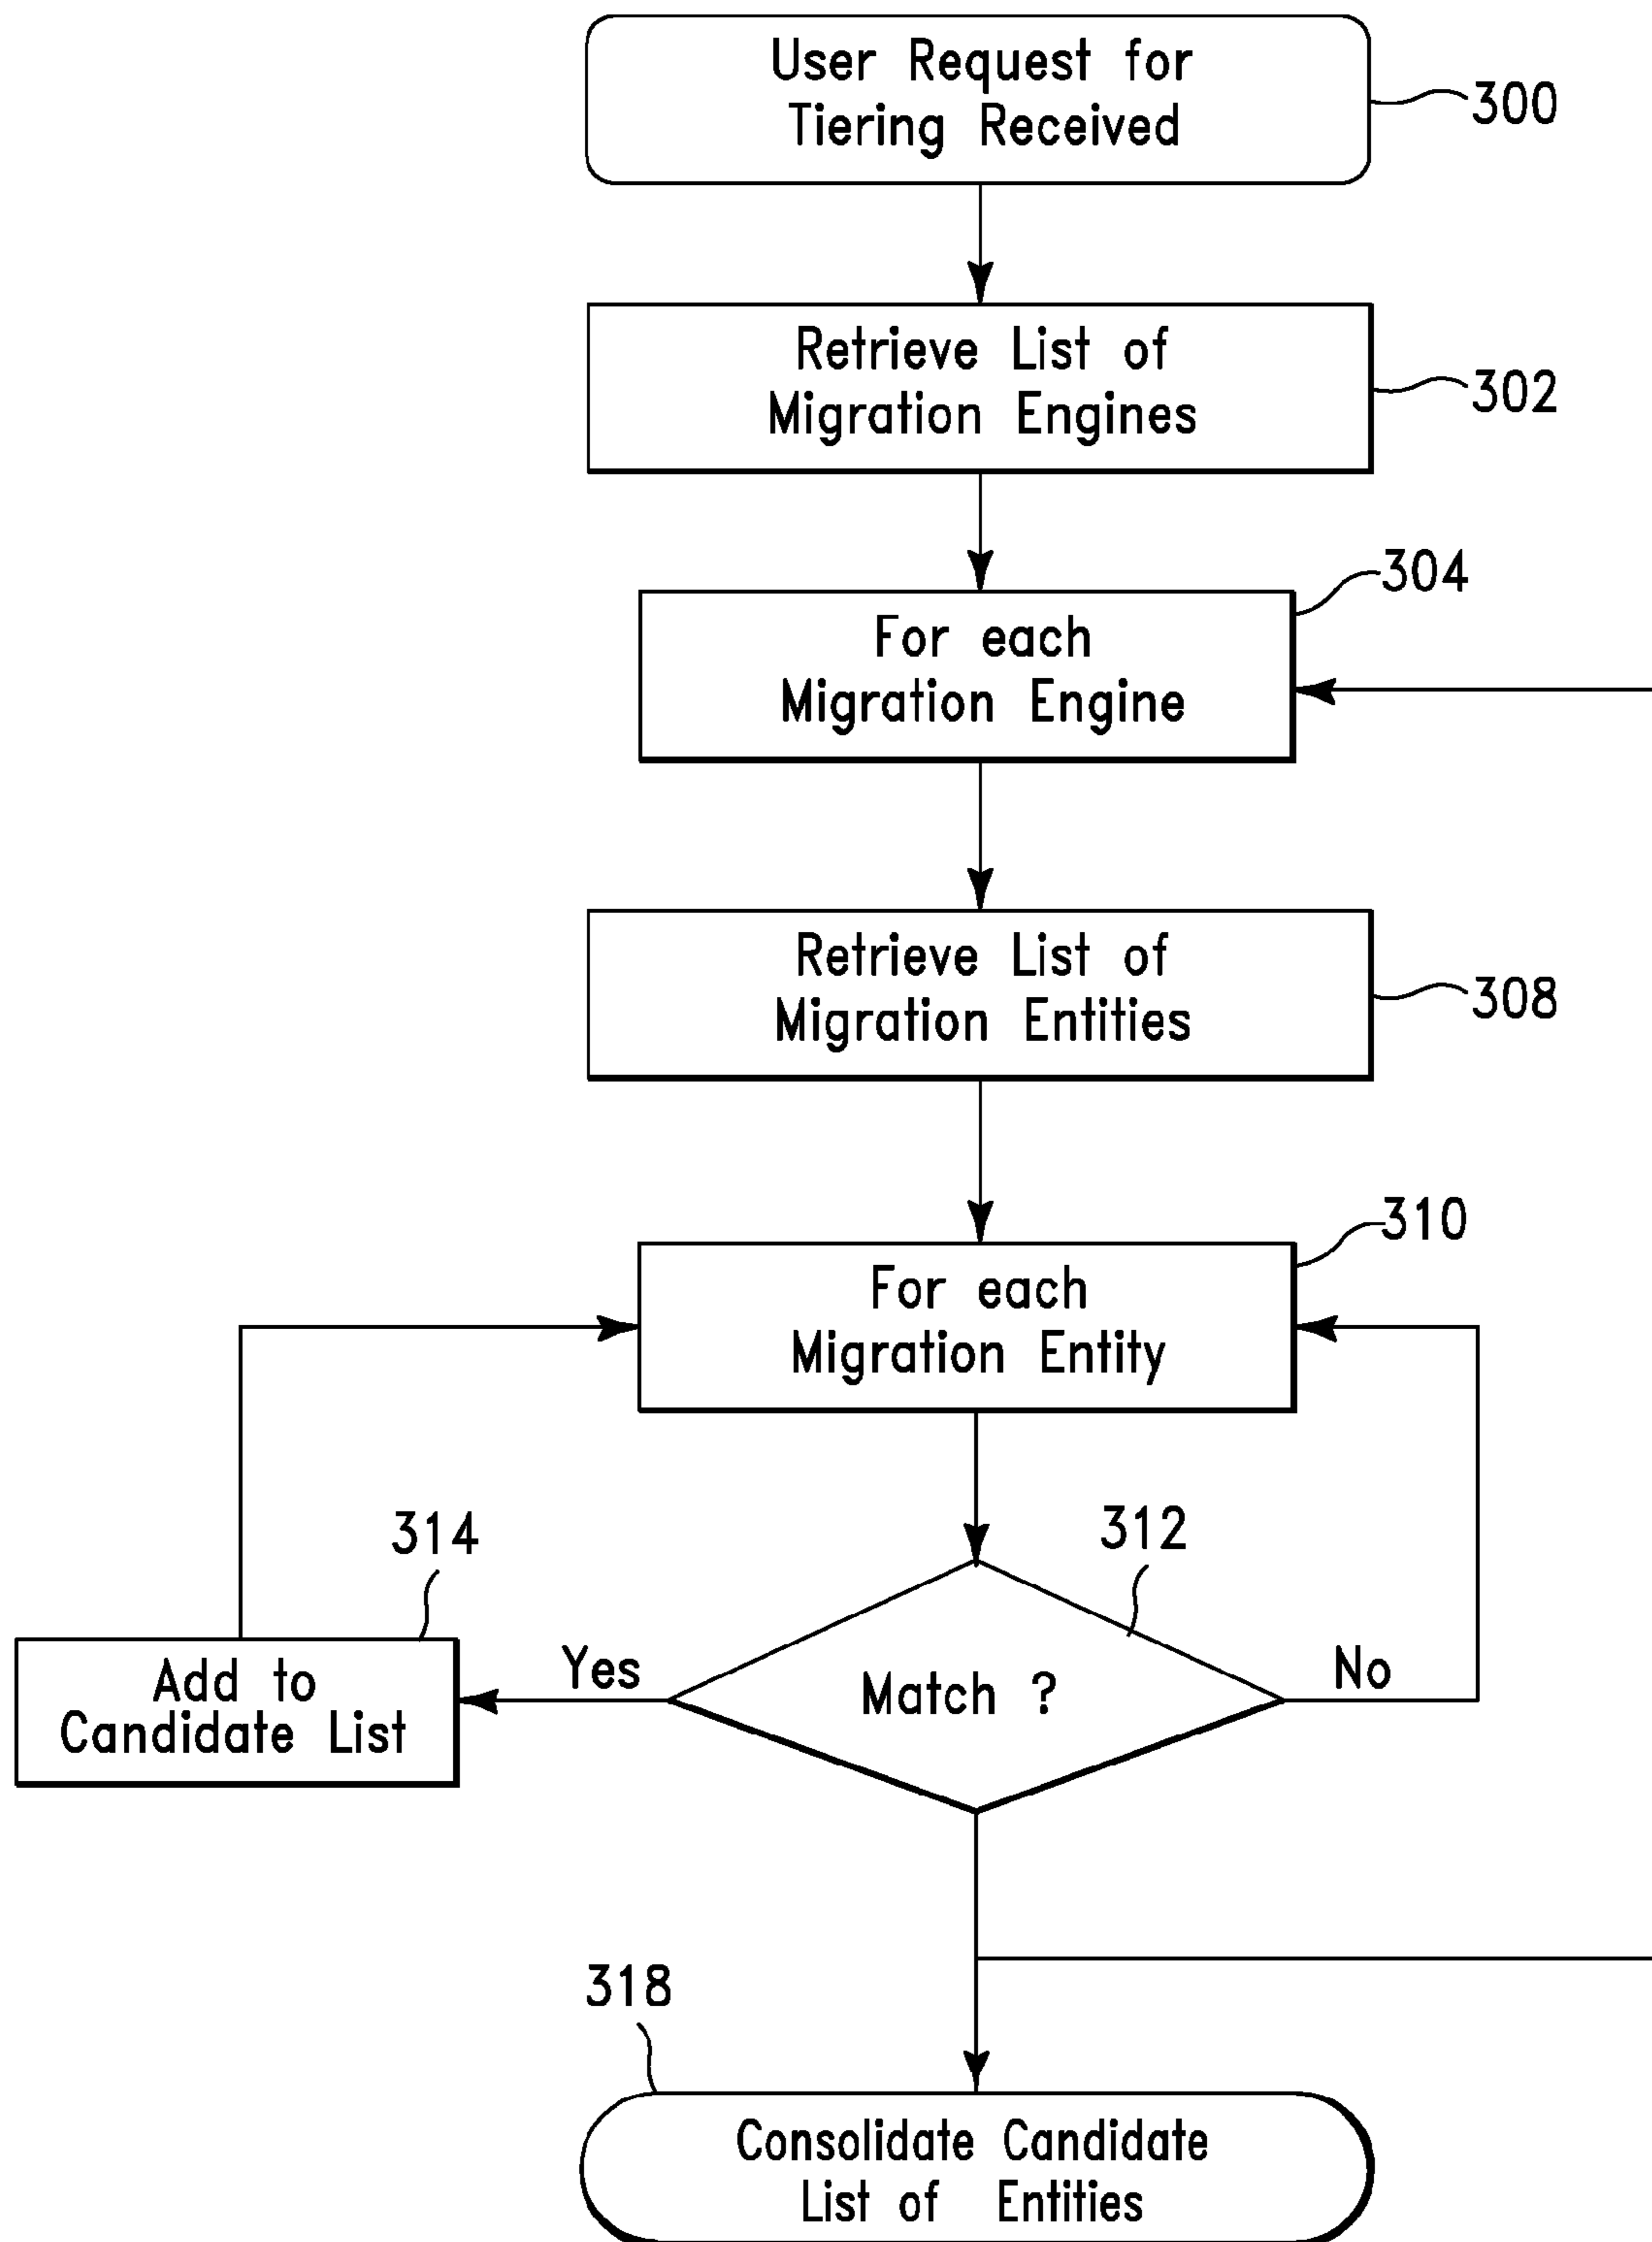 User Request for
Tiering Received
300
Retrieve List of
Migration Engines
302
304
For each
Migration Engine
Retrieve List of
Migration Entities
308
310
For each
Migration Entity
314
312
Add to
Candidate List
Yes
Match ?
No
318
Consolidate Candidate
List of Entities